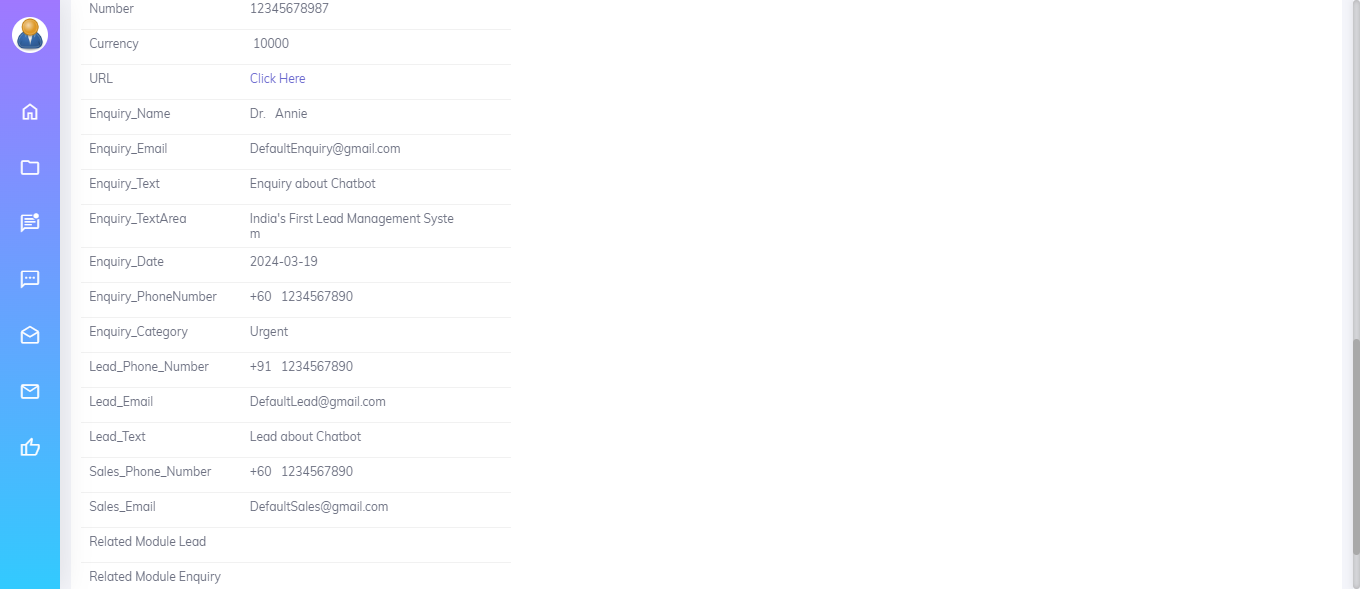 Number 12345678987
Currency 10000
URL Click Here
Enquiry_Name Dr. Annie
Enquiry_Email DefaultEnquiry@gmail.com
Enquiry_Text Enquiry about Chatbot
Enquiry_TextArea India's First Lead Management Syste
m
Enquiry_Date 2024-03-19
Enquiry_PhoneNumber +60 1234567890
Enquiry_Category Urgent
Lead_Phone_Number +91 1234567890
Lead_Email DefaultLead@gmail.com
Lead_Text Lead about Chatbot
Sales_Phone_Number +60 1234567890
Sales_Email DefaultSales@gmail.com
Related Module Lead
Related Module Enquiry